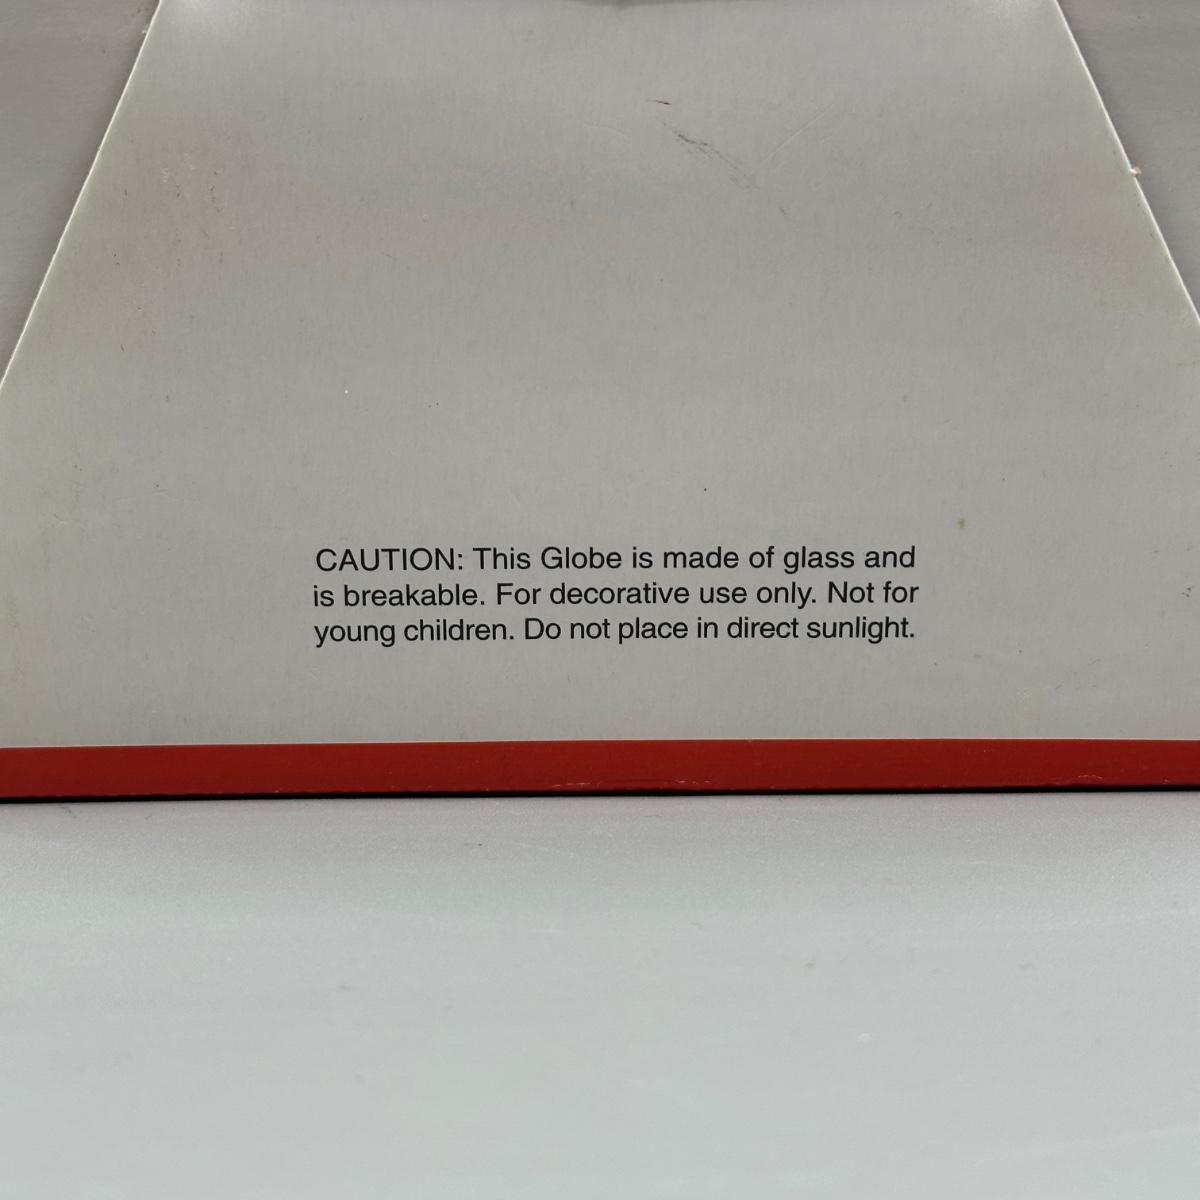 CAUTION: This Globe is made of glass and
is breakable. For decorative use only. Not for
young children. Do not place in direct sunlight.